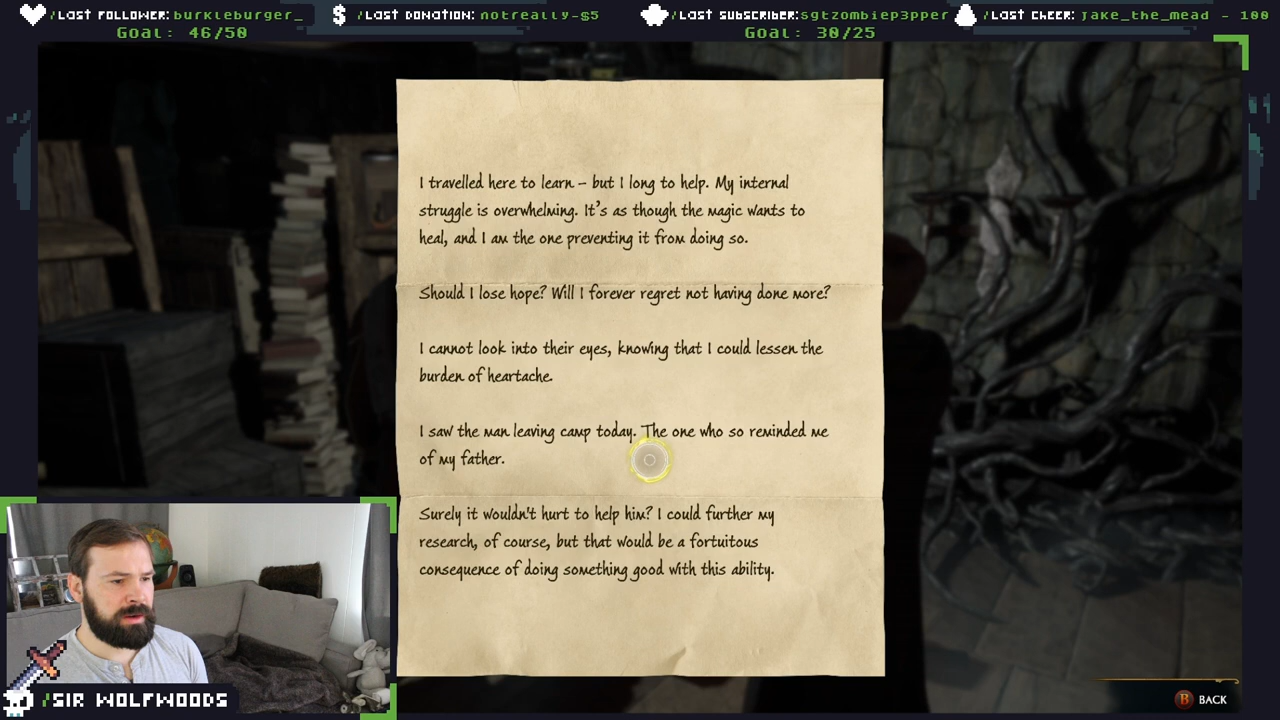 /LAST FOLLOWER: burkleburger_
Goal: 46/50
$ /LAST DONATION: notreally-$5
/LAST SUBSCRIBER:sgtzombiep3pper
Goal: 30/25
/LAST CHEER: jake_the_mead - 100
I travelled here to learn – but I long to help. My internal
struggle is overwhelming. It's as though the magic wants to
heal, and I am the one preventing it from doing so.
Should I lose hope? Will I forever regret not having done more?
I cannot look into their eyes, knowing that I could lessen the
burden of heartache.
I saw the man leaving camp today. The one who so reminded me
of my father.
Surely it wouldn't hurt to help him? I could further my
research, of course, but that would be a fortuitous
consequence of doing something good with this ability.
/SIR WOLFWOODS
B BACK